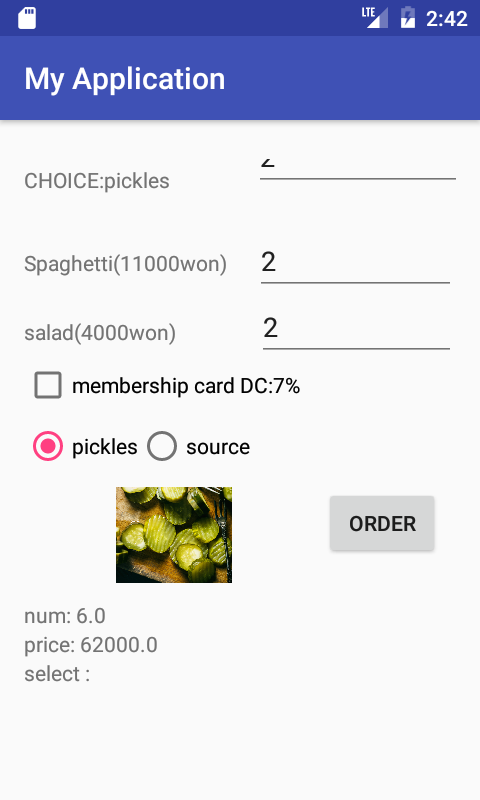 LTE 2:42
My Application
CHOICE:pickles
Spaghetti(11000won) 2
salad(4000won) 2
membership card DC:7%
pickles source
ORDER
num: 6.0
price: 62000.0
select :